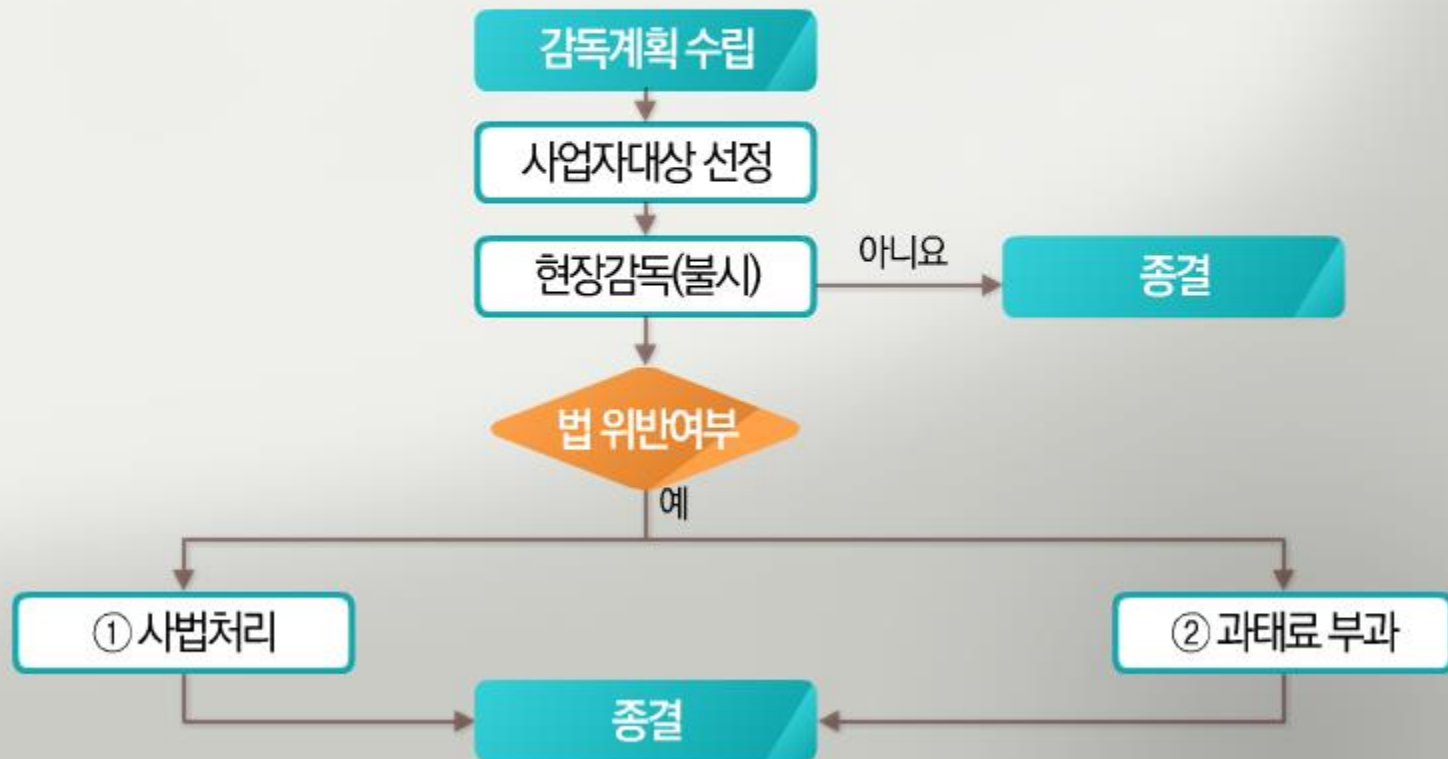 감독계획 수립
사업자대상 선정
현장감독(불시)
아니요
종결
법 위반여부
예
① 사법처리
② 과태료 부과
종결